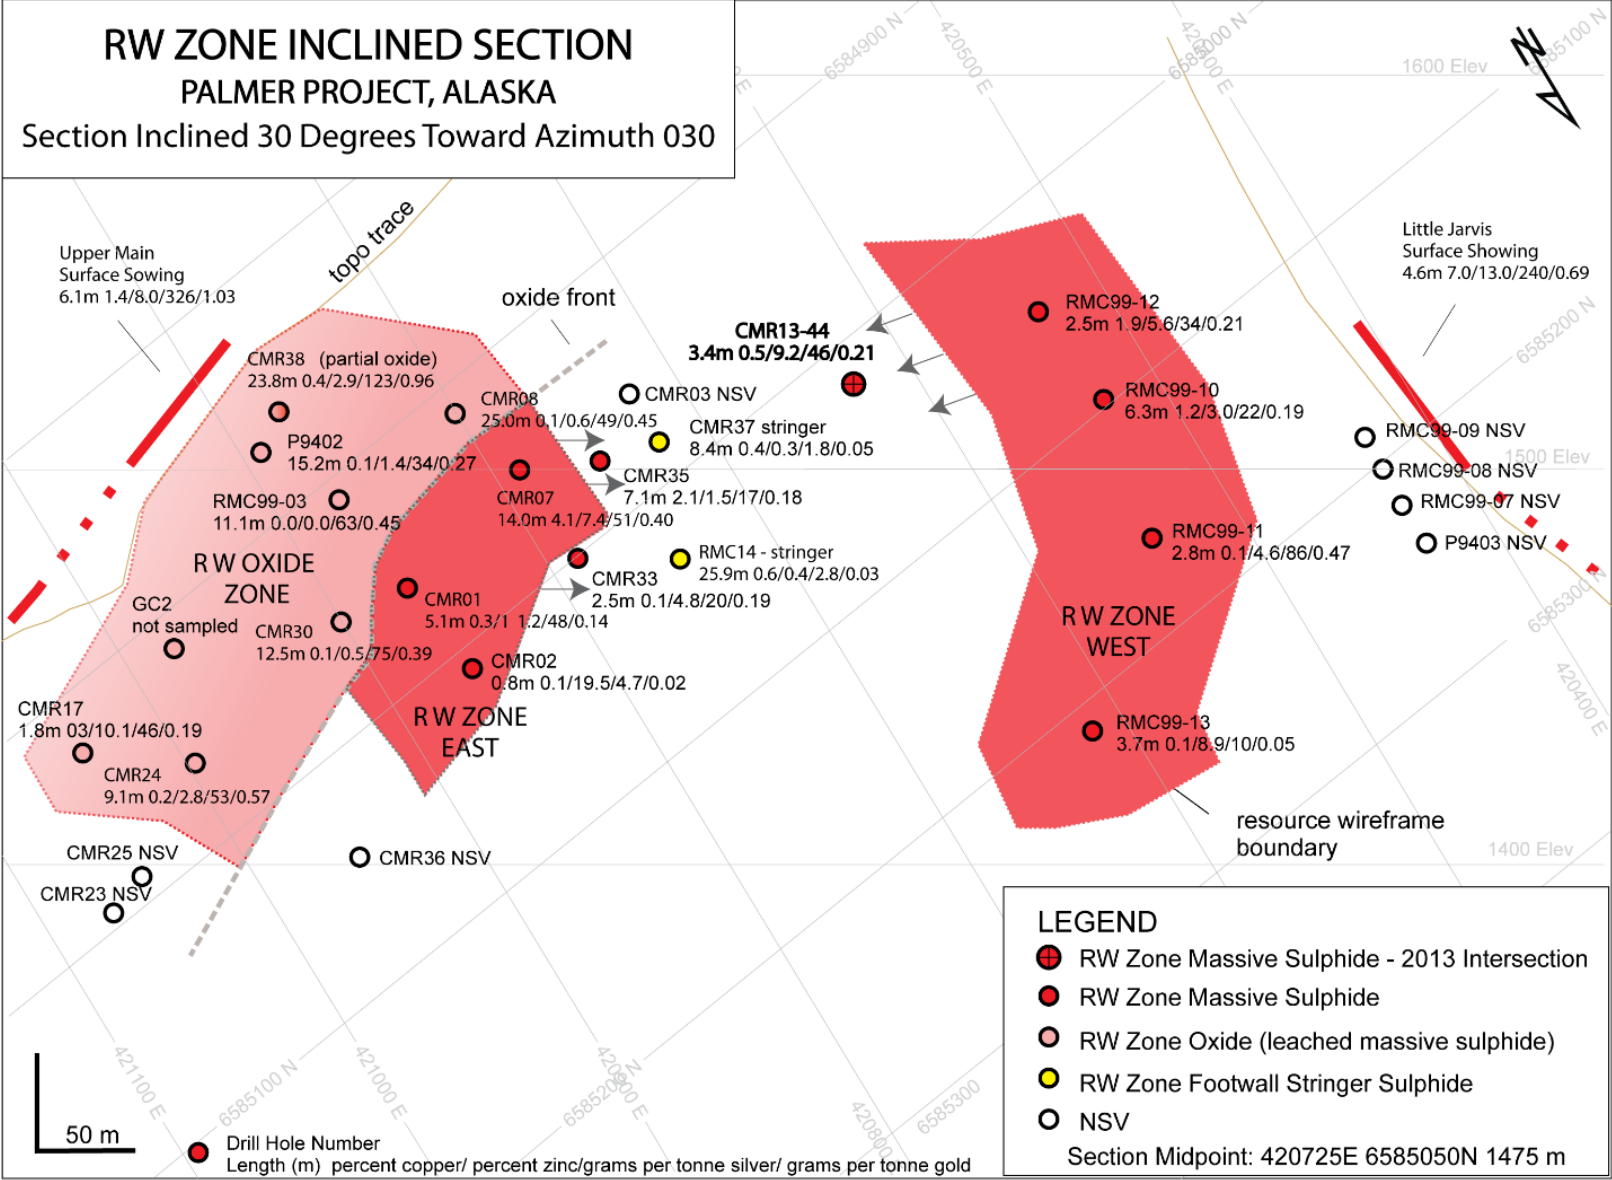 RW ZONE INCLINED SECTION
PALMER PROJECT, ALASKA
Section Inclined 30 Degrees Toward Azimuth 030
6584900 N
420500 E
6585000 N
6585100 N
N
1600 Elev
topo trace
Upper Main
Surface Sowing
6.1m 1.4/8.0/326/1.03
oxide front
Little Jarvis
Surface Showing
4.6m 7.0/13.0/240/0.69
CMR13-44
3.4m 0.5/9.2/46/0.21
RMC99-12
2.5m 1.9/5.6/34/0.21
6585200 N
CMR38 (partial oxide)
23.8m 0.4/2.9/123/0.96
CMR08
25.0m 0.1/0.6/49/0.45
CMR03 NSV
RMC99-10
6.3m 1.2/3.0/22/0.19
P9402
15.2m 0.1/1.4/34/0.27
CMR37 stringer
8.4m 0.4/0.3/1.8/0.05
RMC99-09 NSV
1500 Elev
RMC99-08 NSV
RMC99-07 NSV
P9403 NSV
CMR35
7.1m 2.1/1.5/17/0.18
CMR07
14.0m 4.1/7.4/51/0.40
RMC99-03
11.1m 0.0/0.0/63/0.45
RMC99-11
2.8m 0.1/4.6/86/0.47
RMC14 - stringer
25.9m 0.6/0.4/2.8/0.03
R W OXIDE
ZONE
CMR33
2.5m 0.1/4.8/20/0.19
CMR01
5.1m 0.3/1 1.2/48/0.14
GC2
not sampled
CMR30
12.5m 0.1/0.5/75/0.39
R W ZONE
WEST
6585300 N
CMR02
0.8m 0.1/19.5/4.7/0.02
420400 E
CMR17
1.8m 03/10.1/46/0.19
R W ZONE
EAST
RMC99-13
3.7m 0.1/8.9/10/0.05
CMR24
9.1m 0.2/2.8/53/0.57
resource wireframe
boundary
CMR25 NSV
CMR36 NSV
1400 Elev
CMR23 NSV
LEGEND
RW Zone Massive Sulphide - 2013 Intersection
RW Zone Massive Sulphide
RW Zone Oxide (leached massive sulphide)
RW Zone Footwall Stringer Sulphide
NSV
Section Midpoint: 420725E 6585050N 1475 m
421100 E
6585100 N
421000 E
6585200 N
420800
6585300
50 m
Drill Hole Number
Length (m) percent copper/ percent zinc/grams per tonne silver/ grams per tonne gold